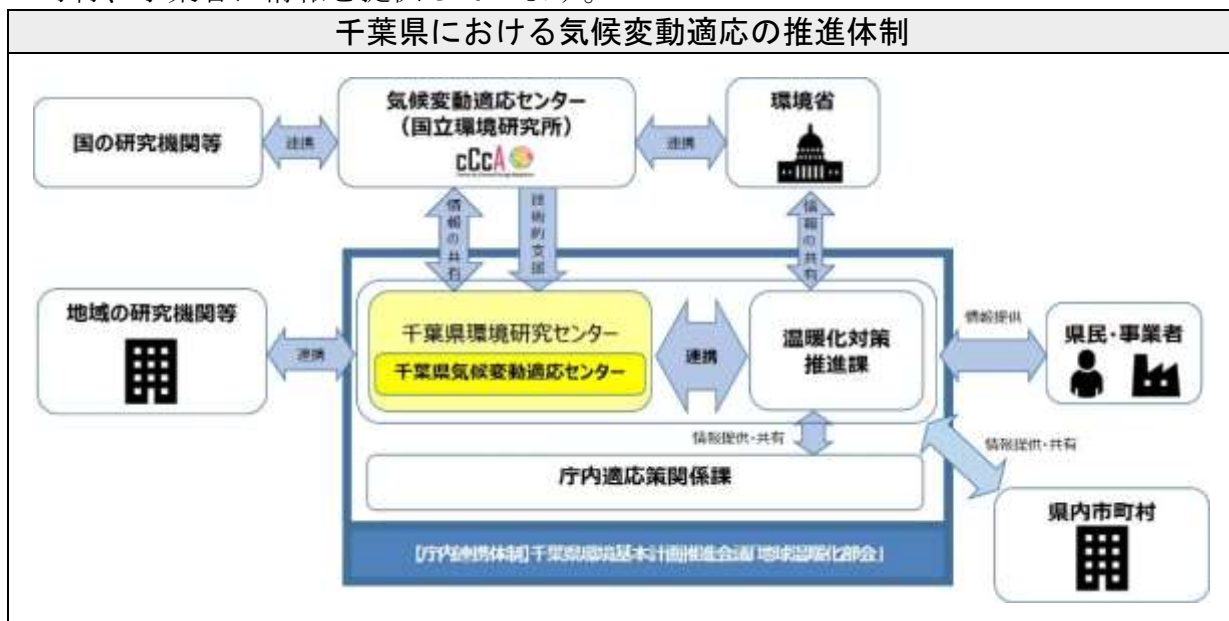 千葉県における気候変動適応の推進体制
気候変動適応センター
(国立環境研究所)
CCCA
環境省
国の研究機関等
連携
連携
情報の共有
技術的支援
情報の共有
地域の研究機関等
連携
千葉県環境研究センター
千葉県気候変動適応センター
連携
温暖化対策
推進課
情報提供
県民・事業者
情報提供・共有
情報提供・共有
庁内適応策関係課
県内市町村
【庁内連携体制】千葉県環境基本計画推進会議「地球温暖化部会」